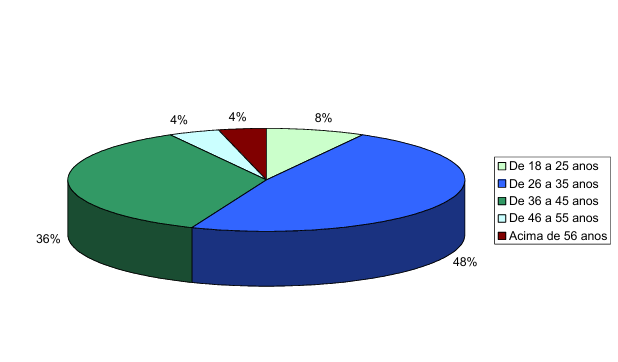 4%
4%
8%
36%
48%
De 18 a 25 anos
De 26 a 35 anos
De 36 a 45 anos
De 46 a 55 anos
Acima de 56 anos